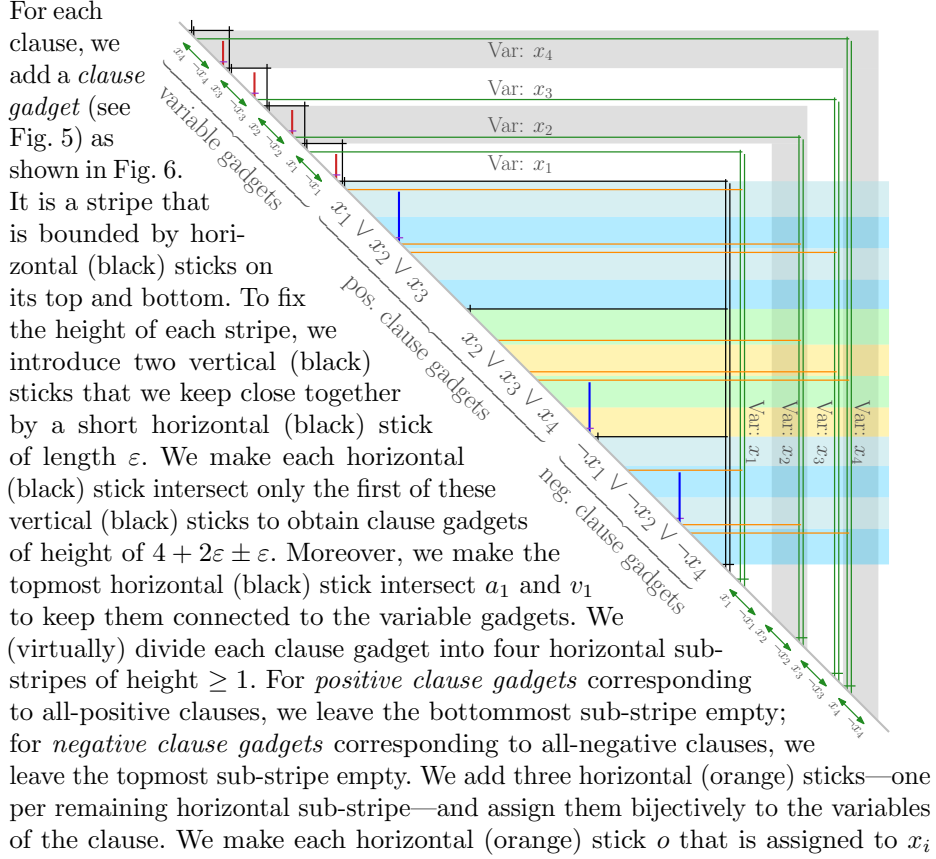 For each
clause, we
add a clause
gadget (see
Fig. 5) as
shown in Fig. 6.
It is a stripe that
is bounded by hori-
zontal (black) sticks on
its top and bottom. To fix
the height of each stripe, we
introduce two vertical (black)
sticks that we keep close together
by a short horizontal (black) stick
of length ε. We make each horizontal
(black) stick intersect only the first of these
vertical (black) sticks to obtain clause gadgets
of height of 4 + 2ε ± ε. Moreover, we make the
topmost horizontal (black) stick intersect a₁ and v₁
to keep them connected to the variable gadgets. We
(virtually) divide each clause gadget into four horizontal sub-
stripes of height ≥ 1. For positive clause gadgets corresponding
to all-positive clauses, we leave the bottommost sub-stripe empty;
for negative clause gadgets corresponding to all-negative clauses, we
leave the topmost sub-stripe empty. We add three horizontal (orange) sticks—one
per remaining horizontal sub-stripe—and assign them bijectively to the variables
of the clause. We make each horizontal (orange) stick o that is assigned to xᵢ
Var: x₄
Var: x₃
Var: x₂
Var: x₁
x₄ ¬x₄ x₃ ¬x₃ x₂ ¬x₂ x₁ ¬x₁
variable gadgets
x₁ ∨ x₂ ∨ x₃
x₂ ∨ x₃ ∨ x₄
pos. clause gadgets
¬x₁ ∨ ¬x₂ ∨ ¬x₄
neg. clause gadgets
Var: x₁
Var: x₂
Var: x₃
Var: x₄
x₁ ¬x₁ x₂ ¬x₂ x₃ ¬x₃ x₄ ¬x₄